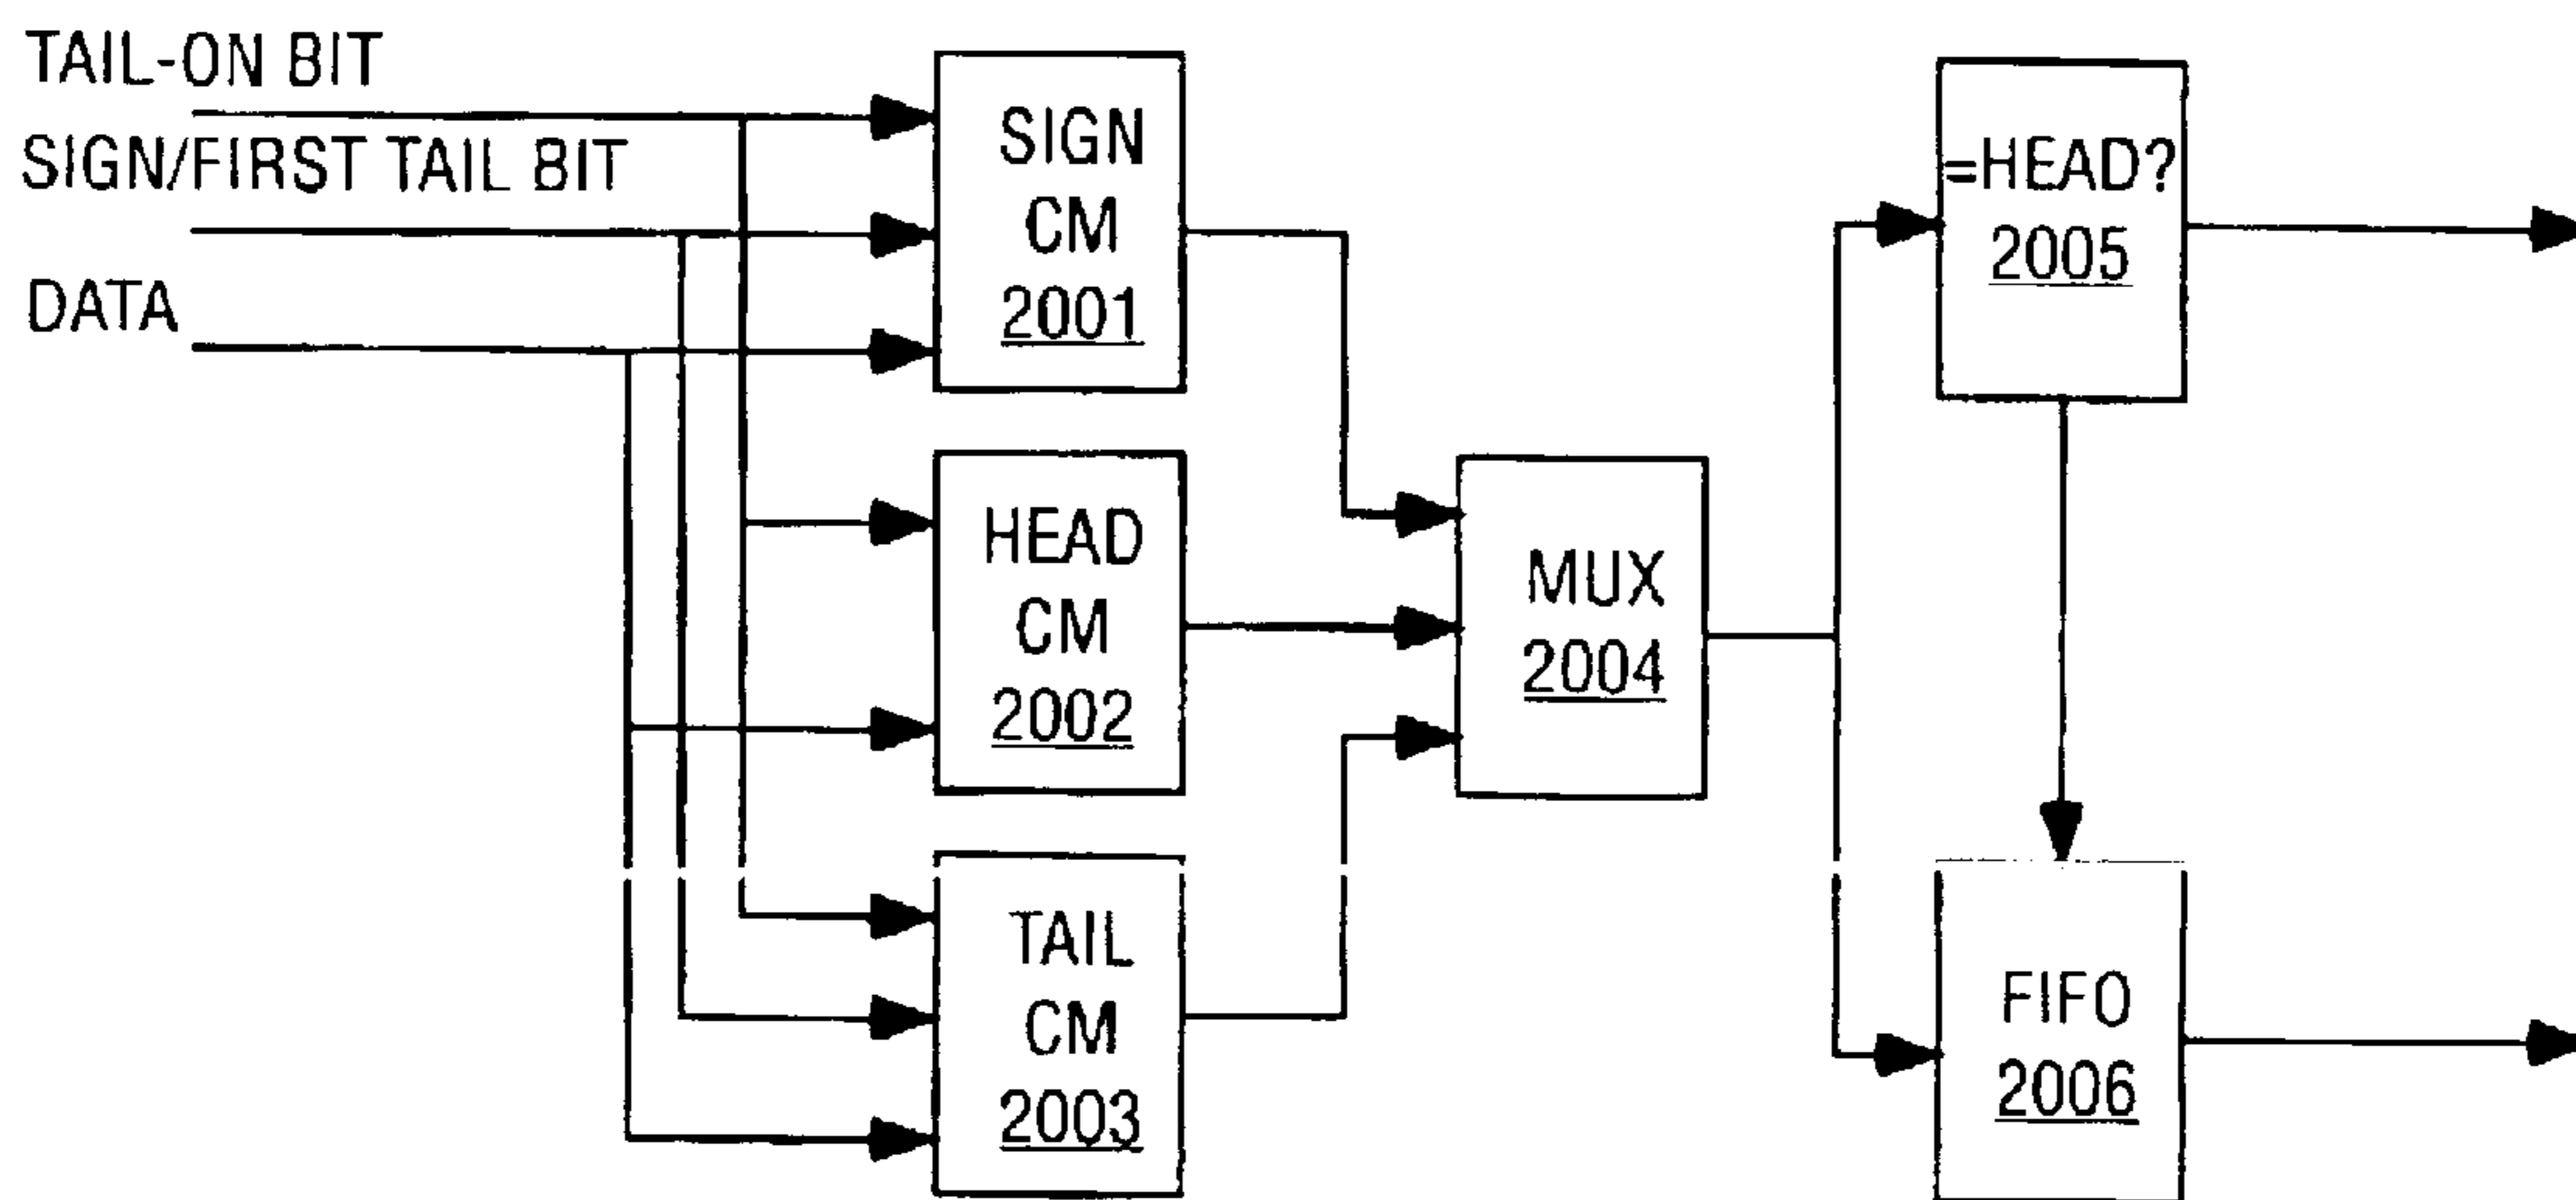 TAIL-ON BIT
SIGN/FIRST TAIL BIT
DATA
SIGN
CM
2001
HEAD
CM
2002
TAIL
CM
2003
MUX
2004
=HEAD?
2005
FIFO
2006